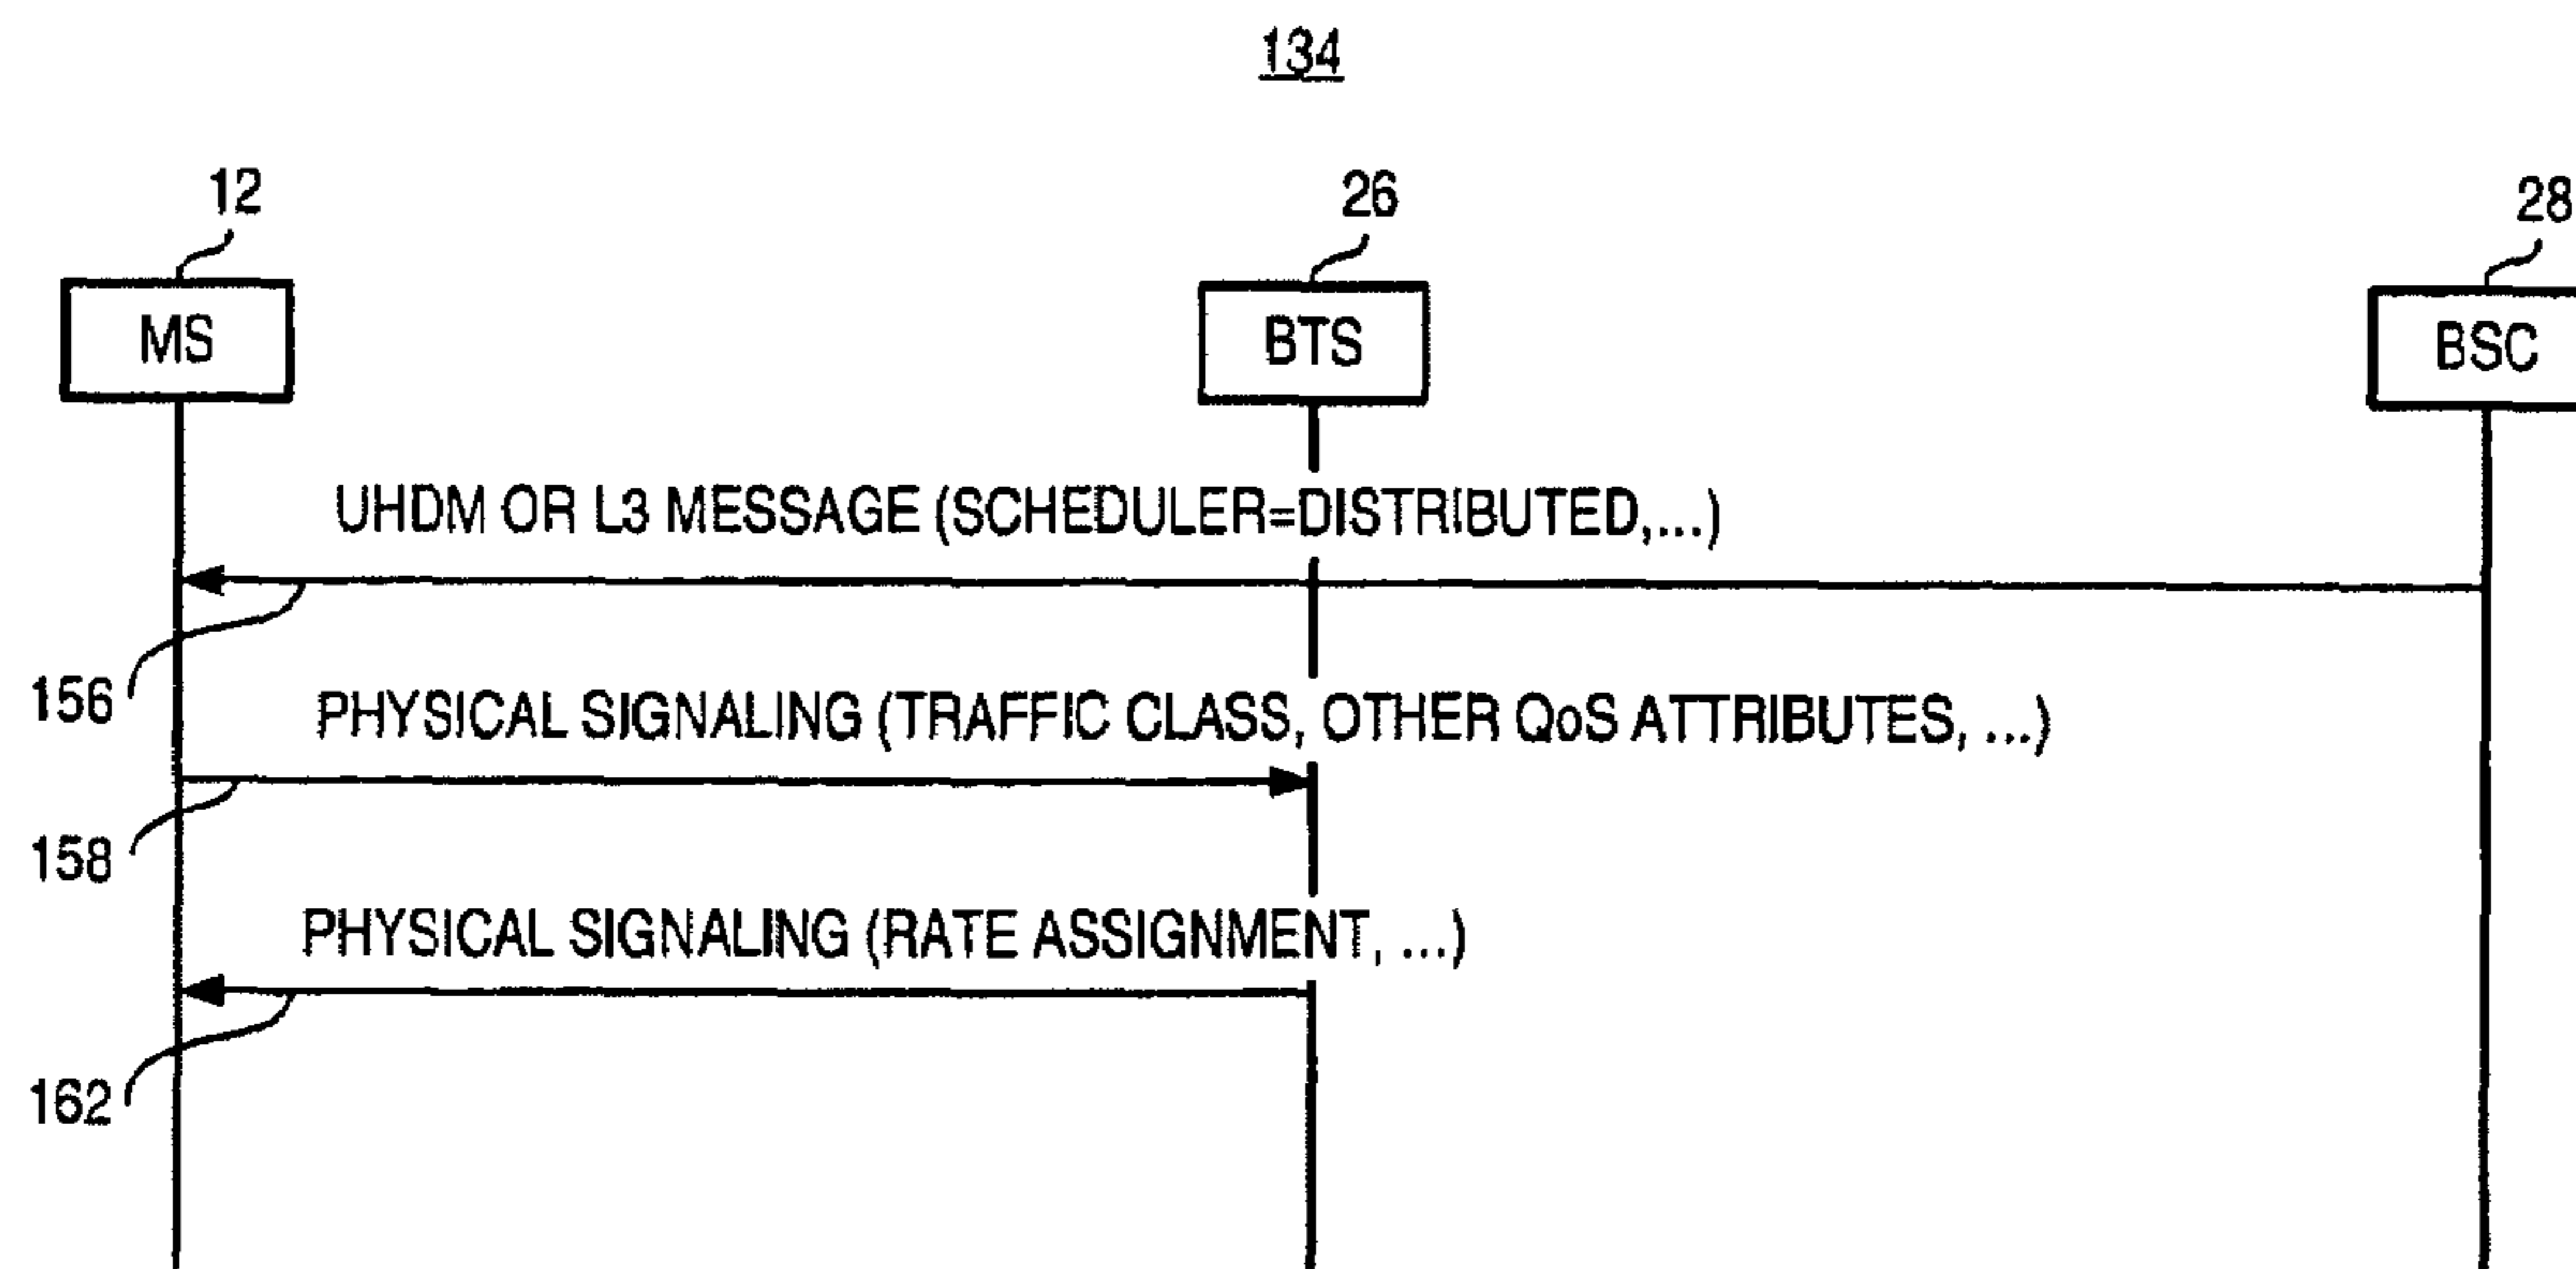 134
12
26
28
MS
BTS
BSC
UHDM OR L3 MESSAGE (SCHEDULER=DISTRIBUTED,...)
156
PHYSICAL SIGNALING (TRAFFIC CLASS, OTHER QoS ATTRIBUTES, ...)
158
PHYSICAL SIGNALING (RATE ASSIGNMENT, ...)
162